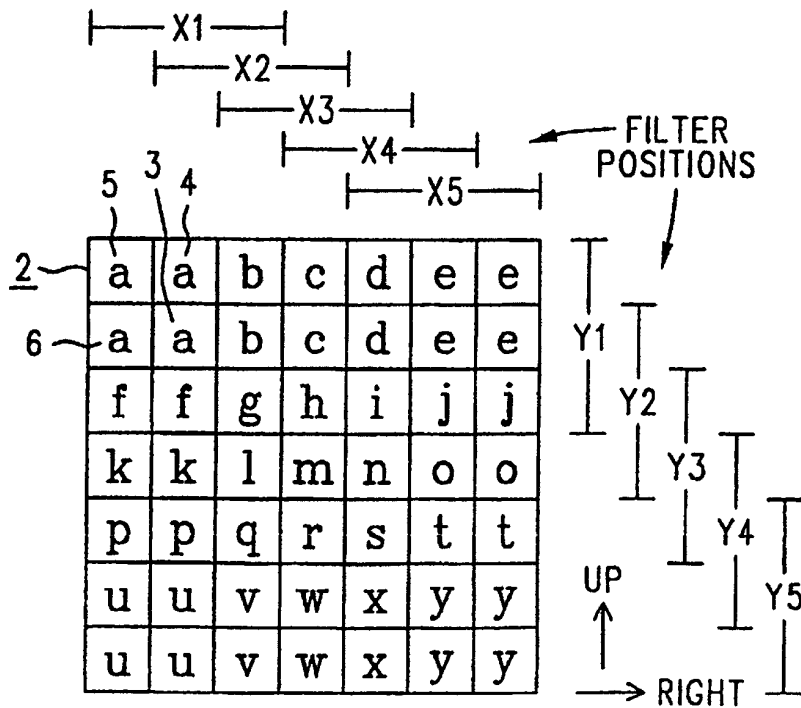 X1
X2
X3
X4
X5
FILTER
POSITIONS
5 3 4
2
6
a a b c d e e
a a b c d e e
f f g h i j j
k k l m n o o
p p q r s t t
u u v w x y y
u u v w x y y
Y1
Y2
Y3
Y4
Y5
UP
RIGHT